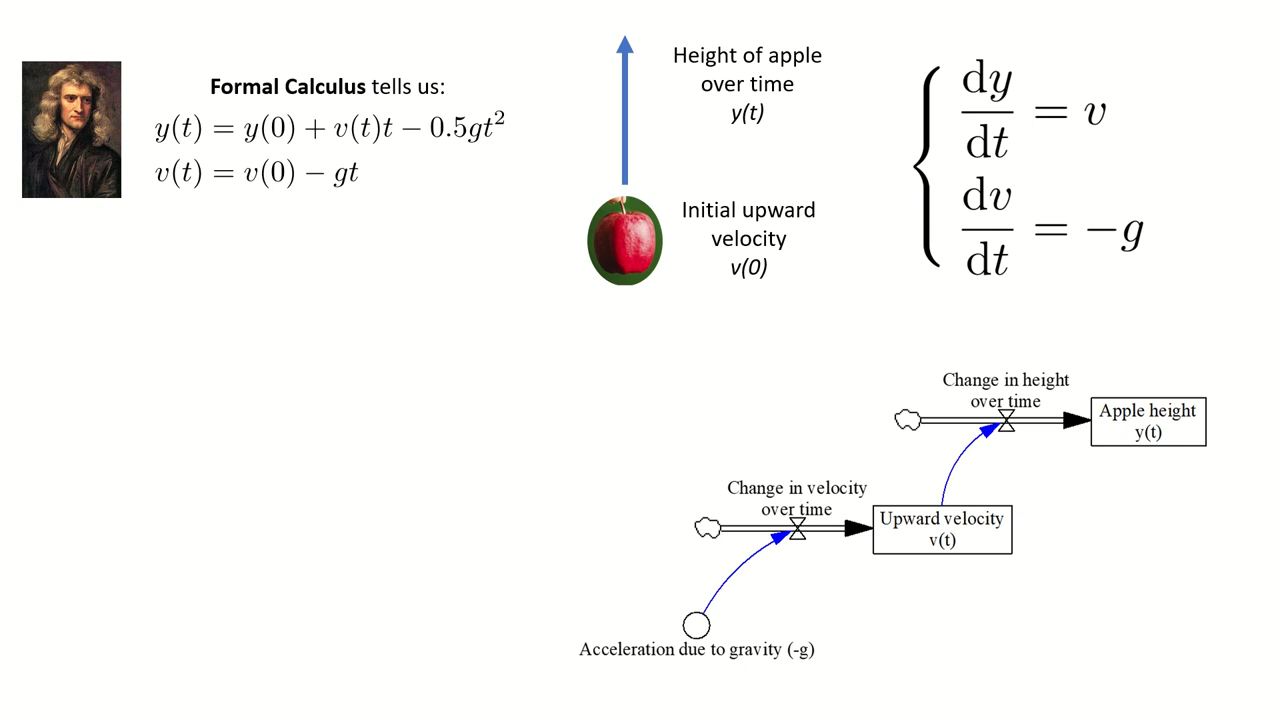 Formal Calculus tells us:
y(t) = y(0) + v(t)t − 0.5gt²
v(t) = v(0) − gt
Height of apple
over time
y(t)
Initial upward
velocity
v(0)
dy/dt = v
dv/dt = −g
Change in height
over time
Apple height
y(t)
Change in velocity
over time
Upward velocity
v(t)
Acceleration due to gravity (-g)